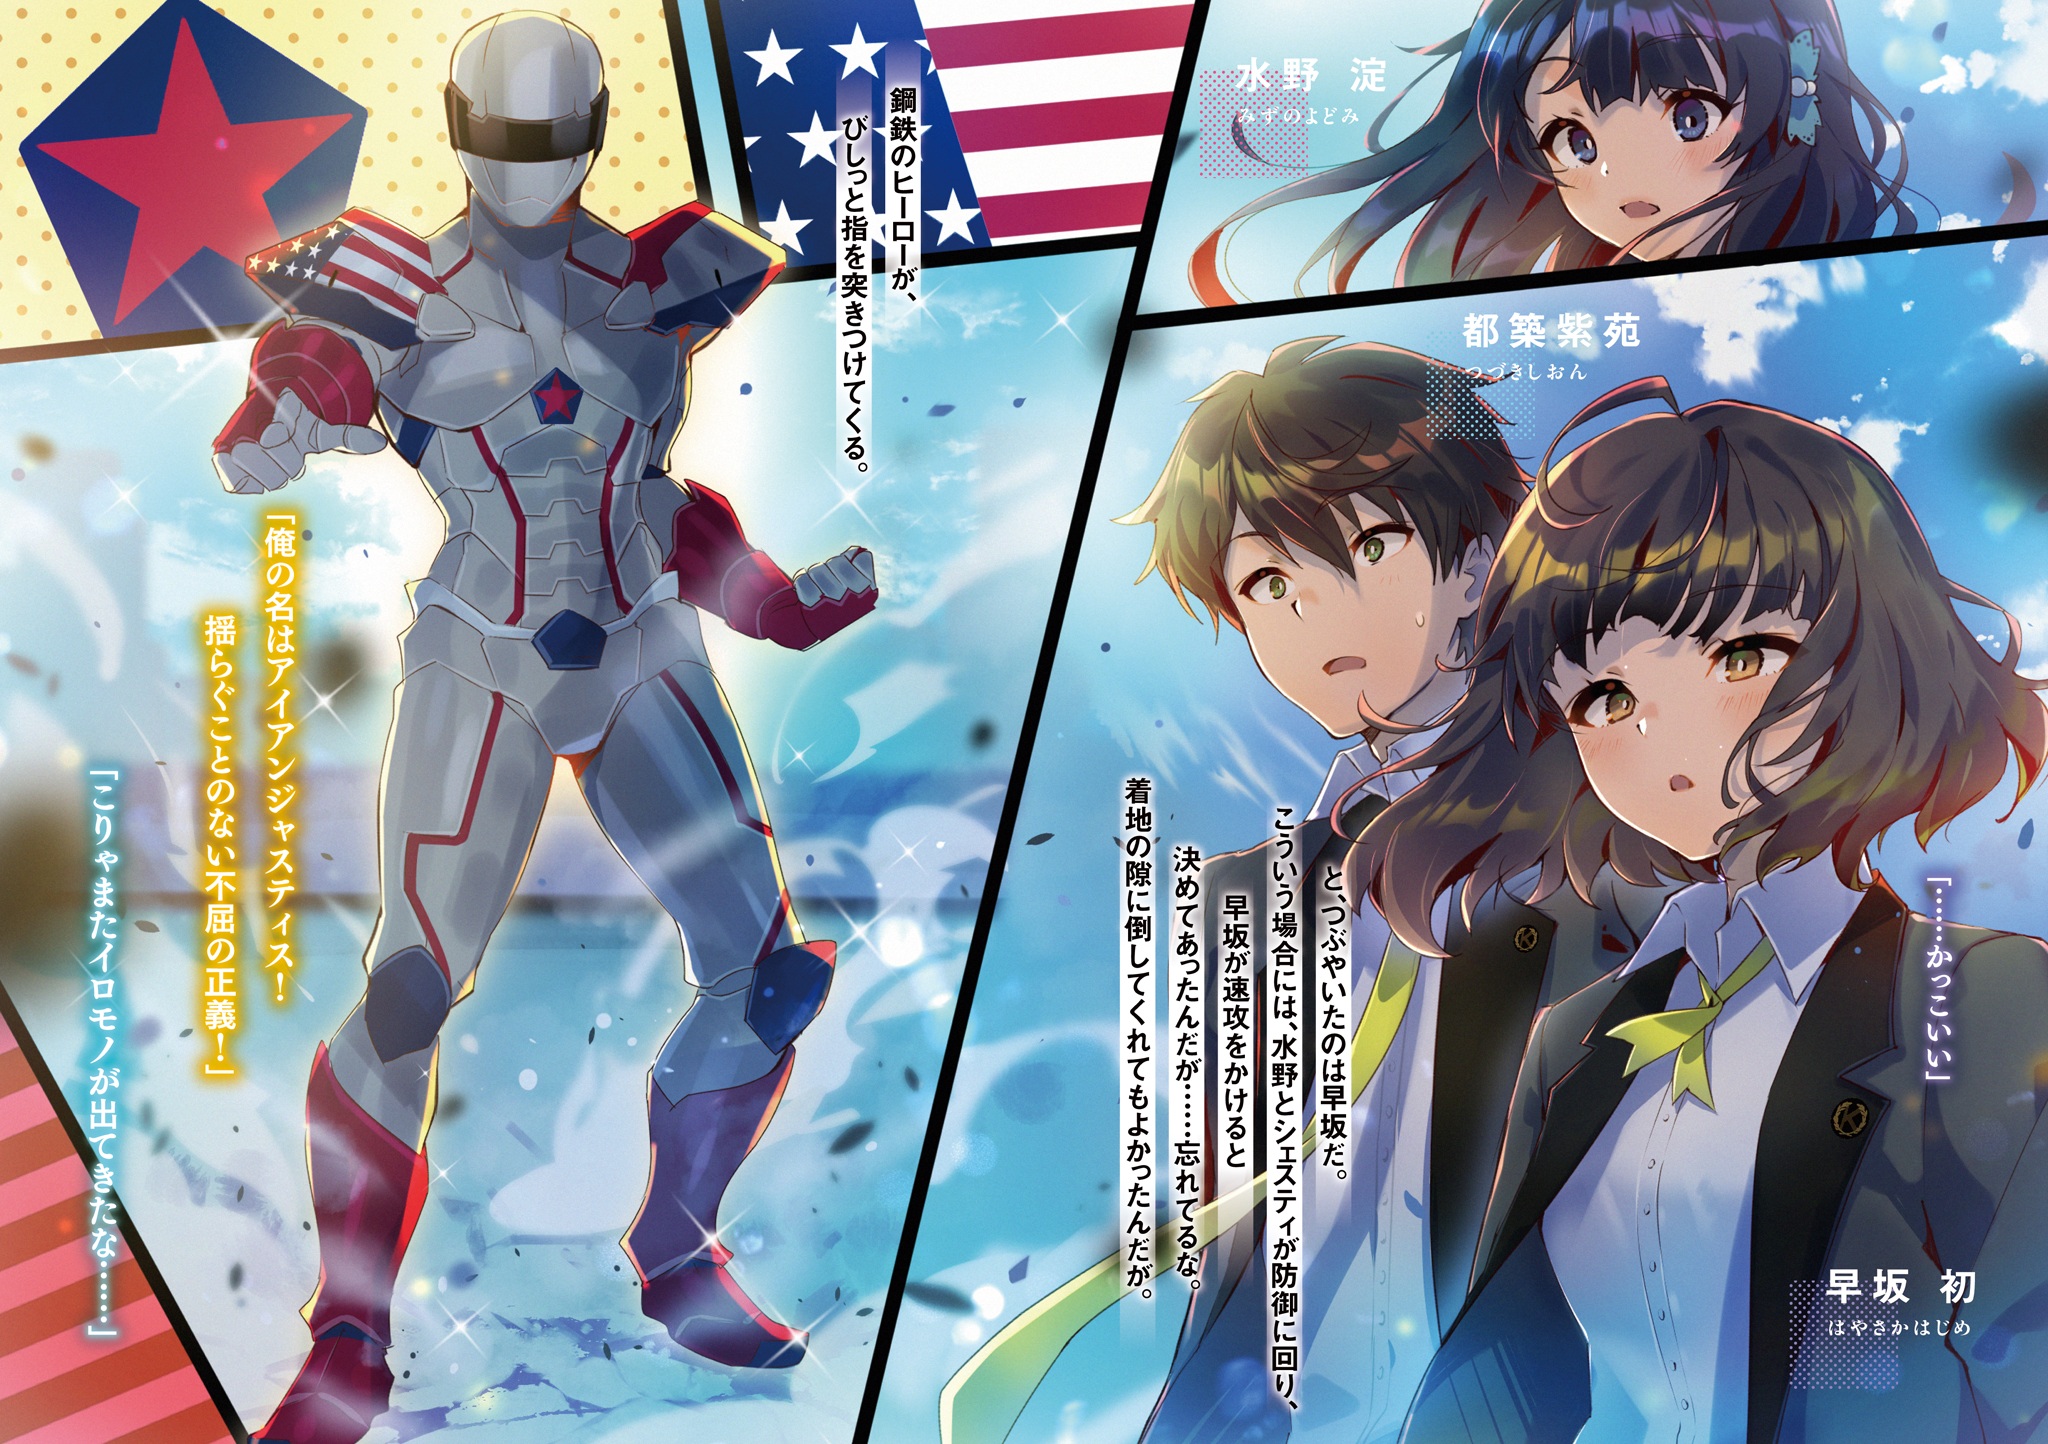 水野 淀
みずのよどみ
都築紫苑
つづきしおん
「……かっこいい」
早坂 初
はやさかはじめ
と、つぶやいたのは早坂だ。
こういう場合には、水野とシェスティが防御に回り、
早坂が速攻をかけると
決めてあったんだが……忘れてるな。
着地の隙に倒してくれてもよかったんだが。
鋼鉄のヒーローが、
びしっと指を突きつけてくる。
「俺の名はアイアンジャスティス！
揺らぐことのない不屈の正義！」
「こりゃまたイロモノが出てきたな……」